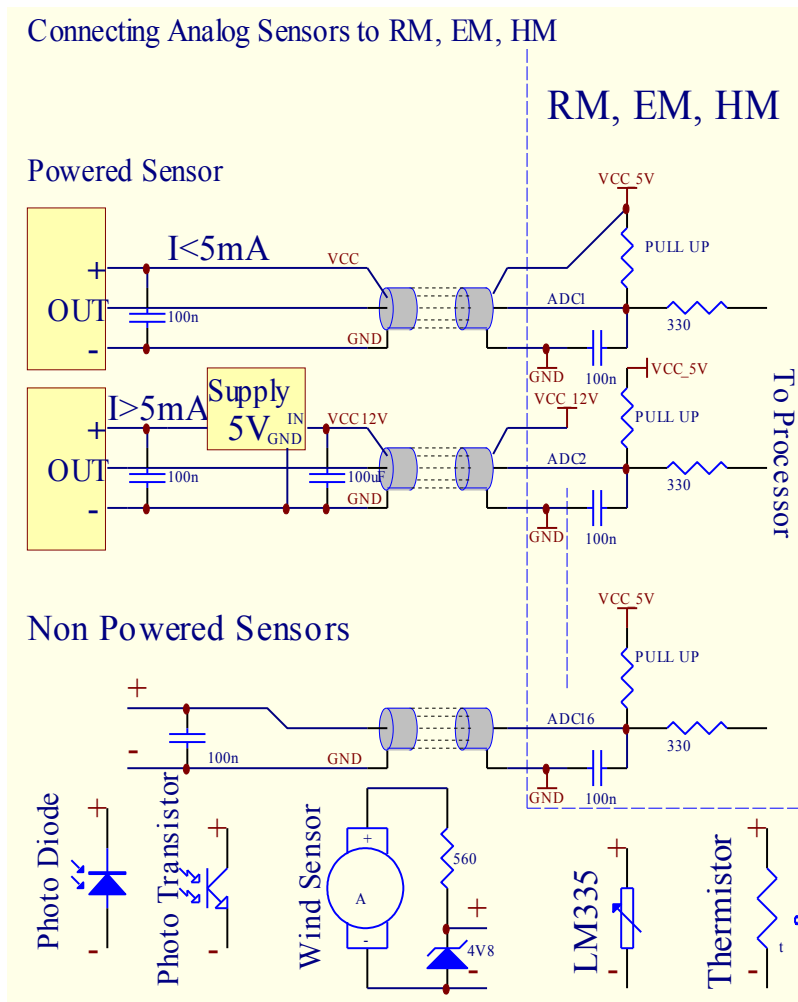 Connecting Analog Sensors to RM, EM, HM
RM, EM, HM
Powered Sensor
VCC_5V
PULL UP
+
I<5mA
VCC
OUT
100n
ADC1
330
-
GND
GND
100n
VCC_5V
Supply
5V
IN
GND
I>5mA
VCC12V
VCC_12V
PULL UP
+
OUT
100n
100uF
ADC2
330
-
GND
GND
100n
To Processor
Non Powered Sensors
VCC_5V
PULL UP
+
ADC16
100n
330
-
GND
GND
100n
Photo Diode
+
-
Photo Transistor
+
-
Wind Sensor
+
A
-
560
+
4V8
-
LM335
+
-
Thermistor
+
t
-